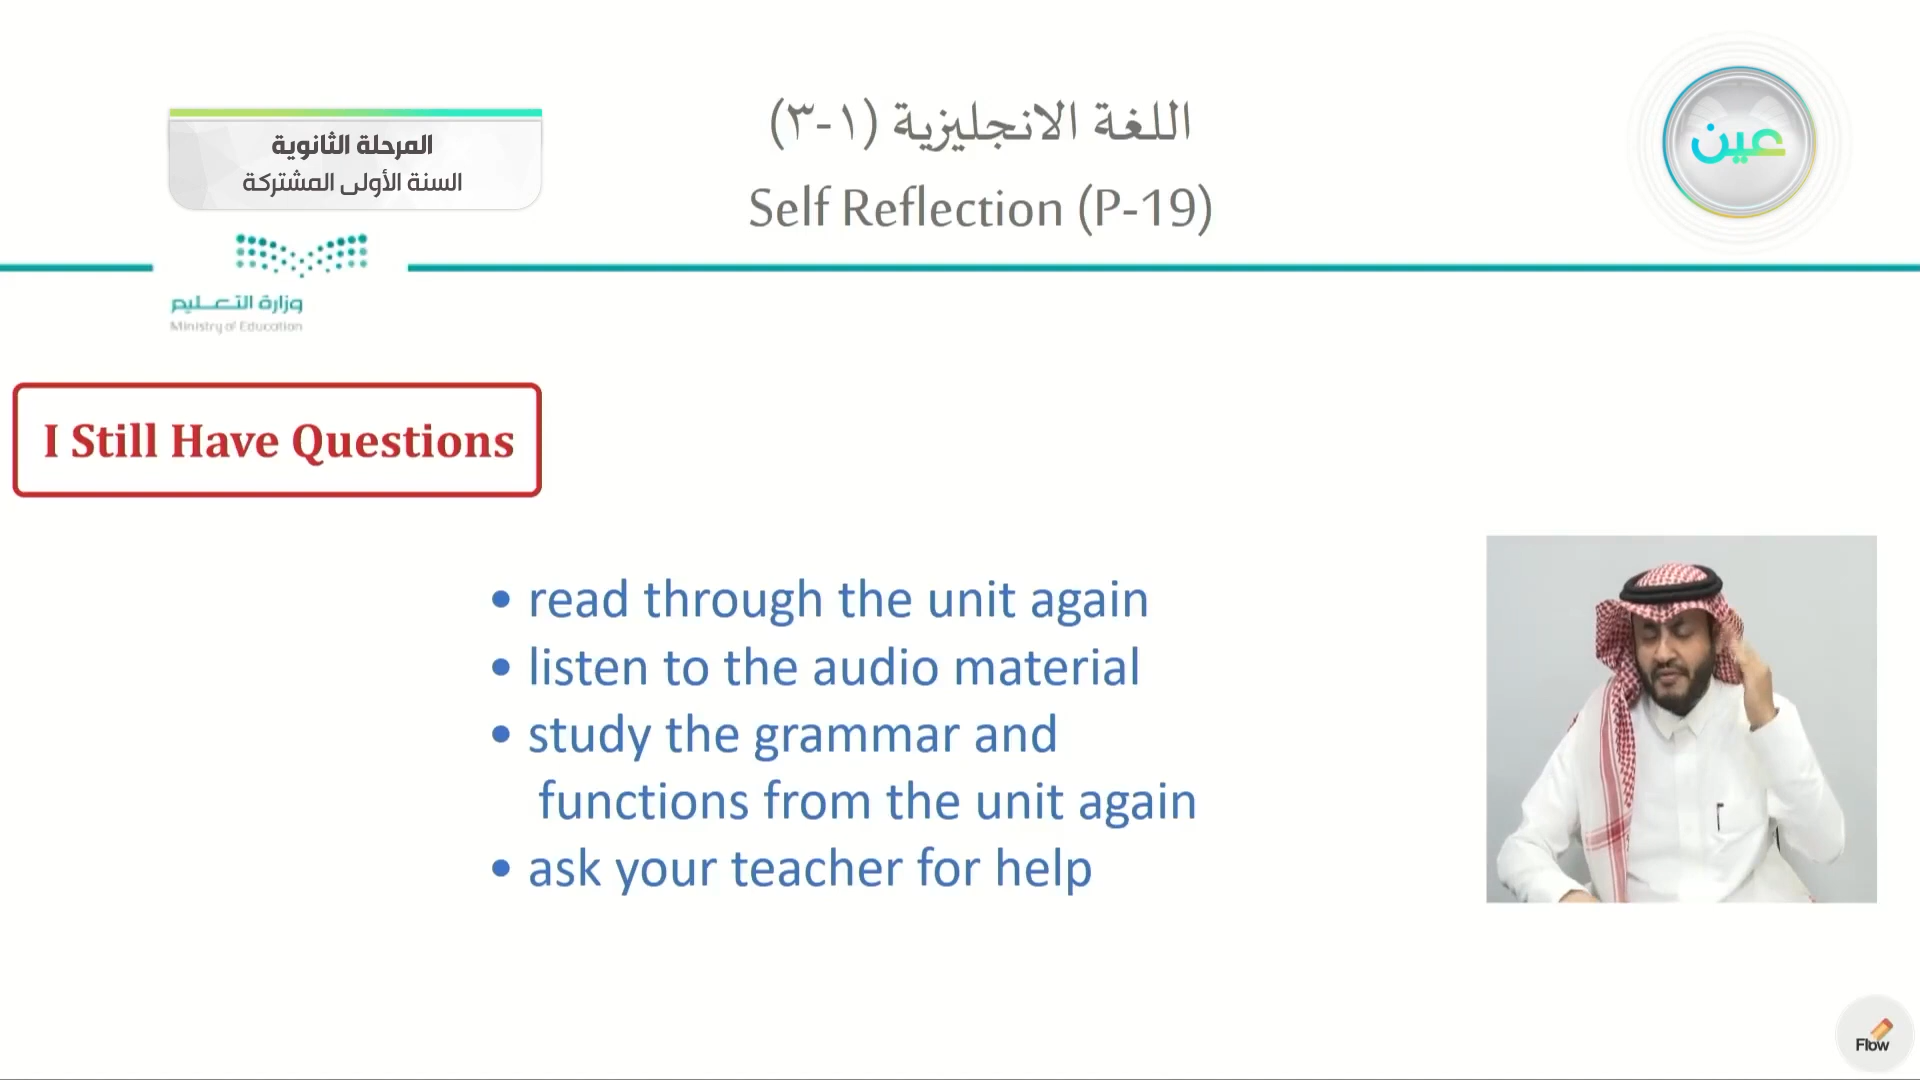 اللغة الانجليزية (١-٣)
المرحلة الثانوية
السنة الأولى المشتركة
عين
Self Reflection (P-19)
وزارة التعليم
Ministry of Education
I Still Have Questions
• read through the unit again
• listen to the audio material
• study the grammar and
functions from the unit again
• ask your teacher for help
Flow